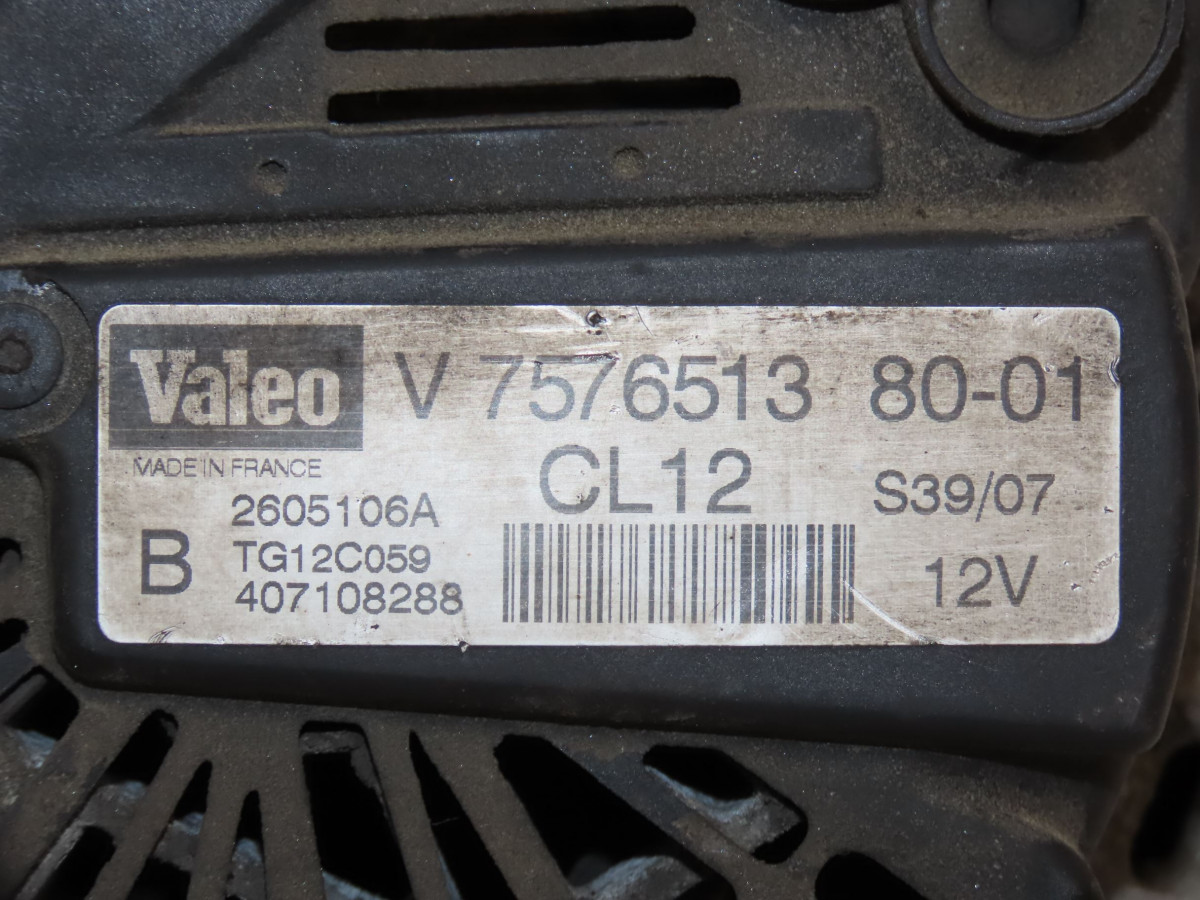 Valeo V 7576513 80-01
MADE IN FRANCE
CL12
S39/07
2605106A
B
TG12C059
407108288
12V